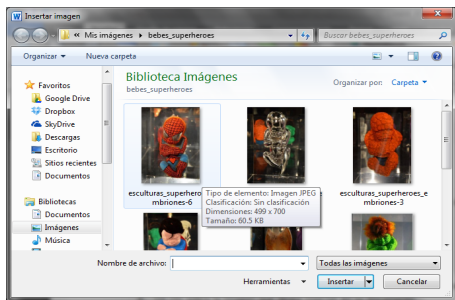 Insertar imagen
« Mis imágenes ▸ bebes_superheroes
Buscar bebes_superheroes
Organizar
Nueva carpeta
Favoritos
Google Drive
Dropbox
SkyDrive
Descargas
Escritorio
Sitios recientes
Documentos
Bibliotecas
Documentos
Imágenes
Música
Biblioteca Imágenes
bebes_superheroes
Organizar por: Carpeta
esculturas_superhero
mbriones-6
esculturas_superheroes_e
mbriones-3
Tipo de elemento: Imagen JPEG
Clasificación: Sin clasificación
Dimensiones: 499 x 700
Tamaño: 60.5 KB
Nombre de archivo:
Todas las imágenes
Herramientas
Insertar
Cancelar